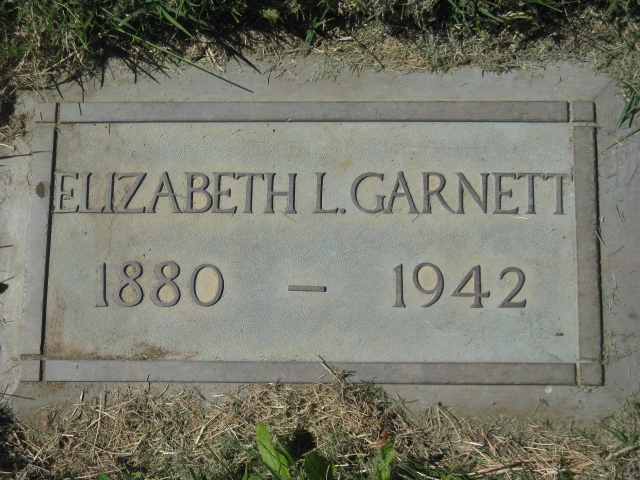 ELIZABETH L. GARNETT
1880 – 1942